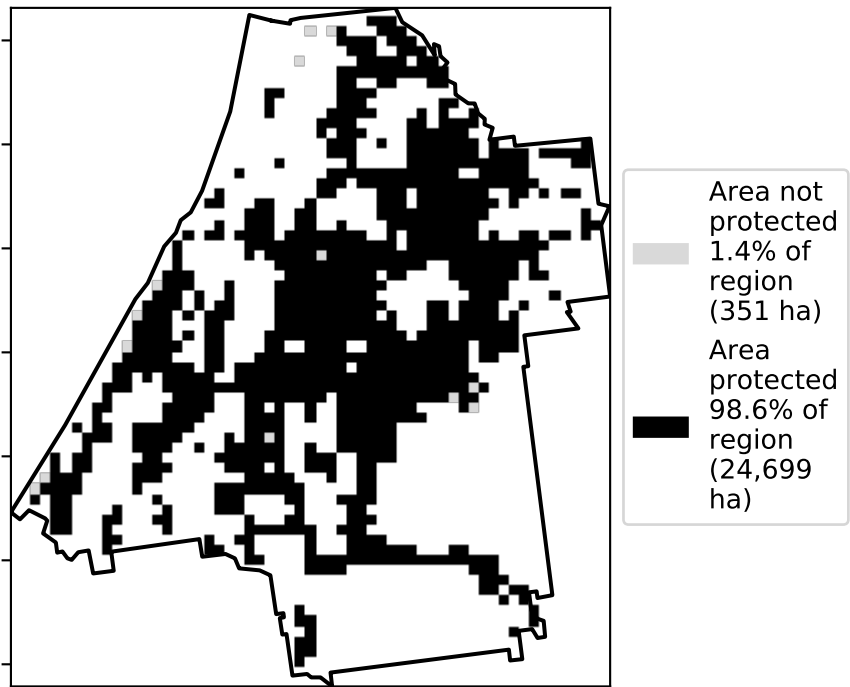 Area not
protected
1.4% of
region
(351 ha)
Area
protected
98.6% of
region
(24,699
ha)